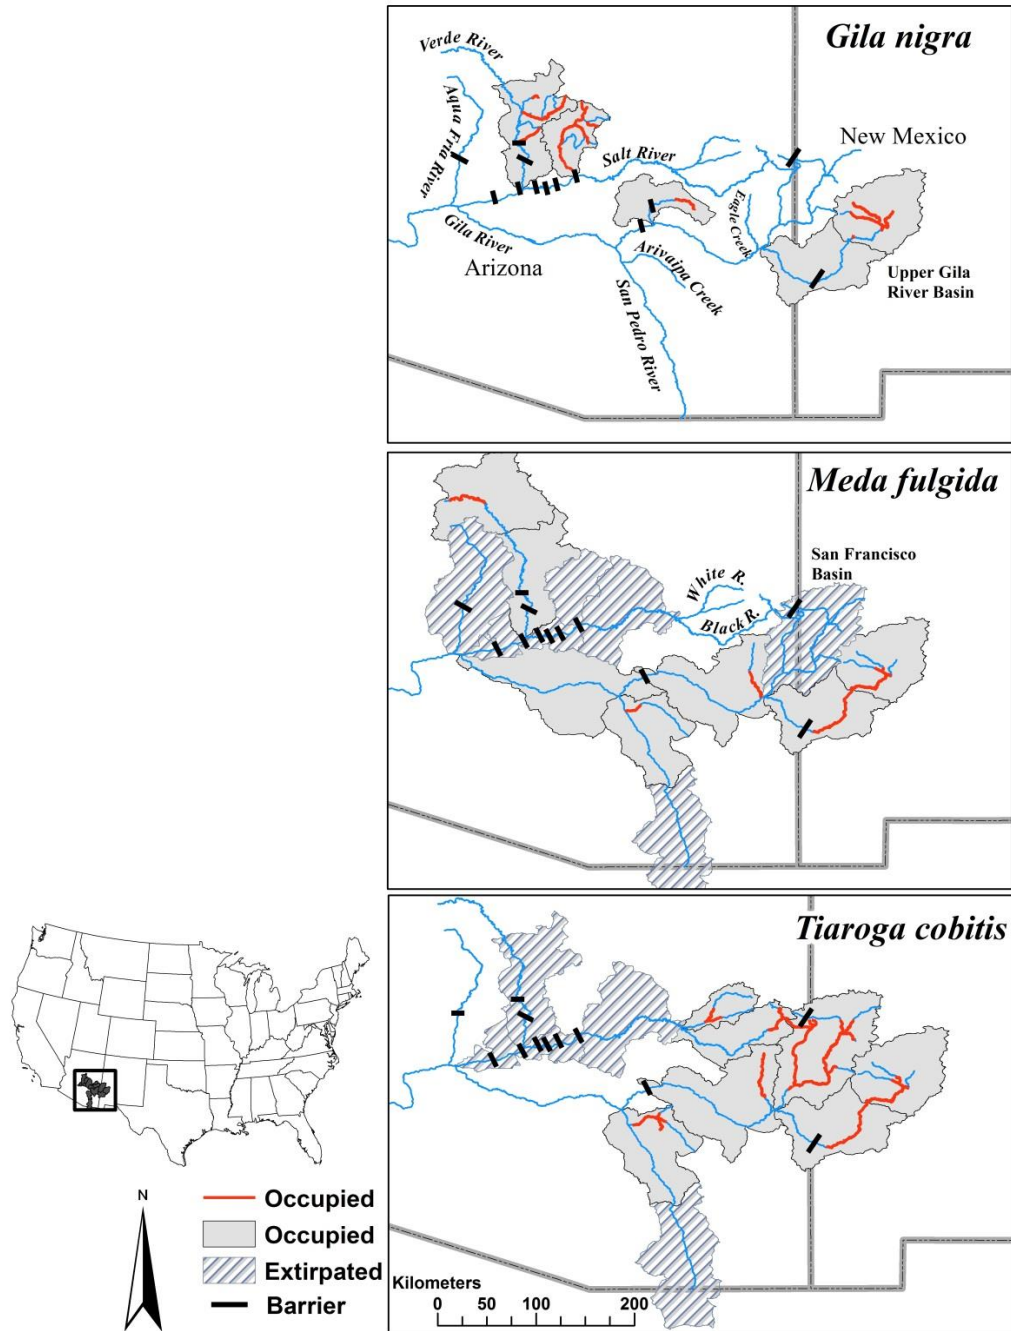 Gila nigra
Verde River
Aqua Fria River
New Mexico
Salt River
Eagle Creek
Gila River
Arizona
Arivaipa Creek
Upper Gila
River Basin
San Pedro River
Meda fulgida
San Francisco
Basin
White R.
Black R.
Tiaroga cobitis
N
Occupied
Occupied
Extirpated
Barrier
Kilometers
0 50 100 200